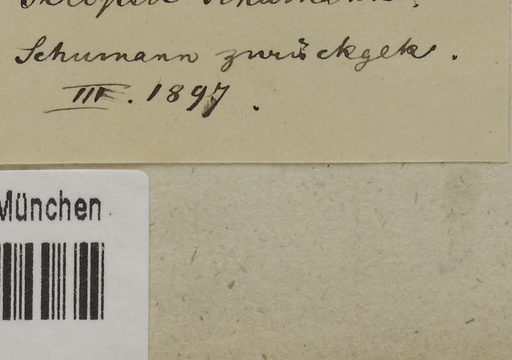 Schumann zurückgek.
III. 1897.
München